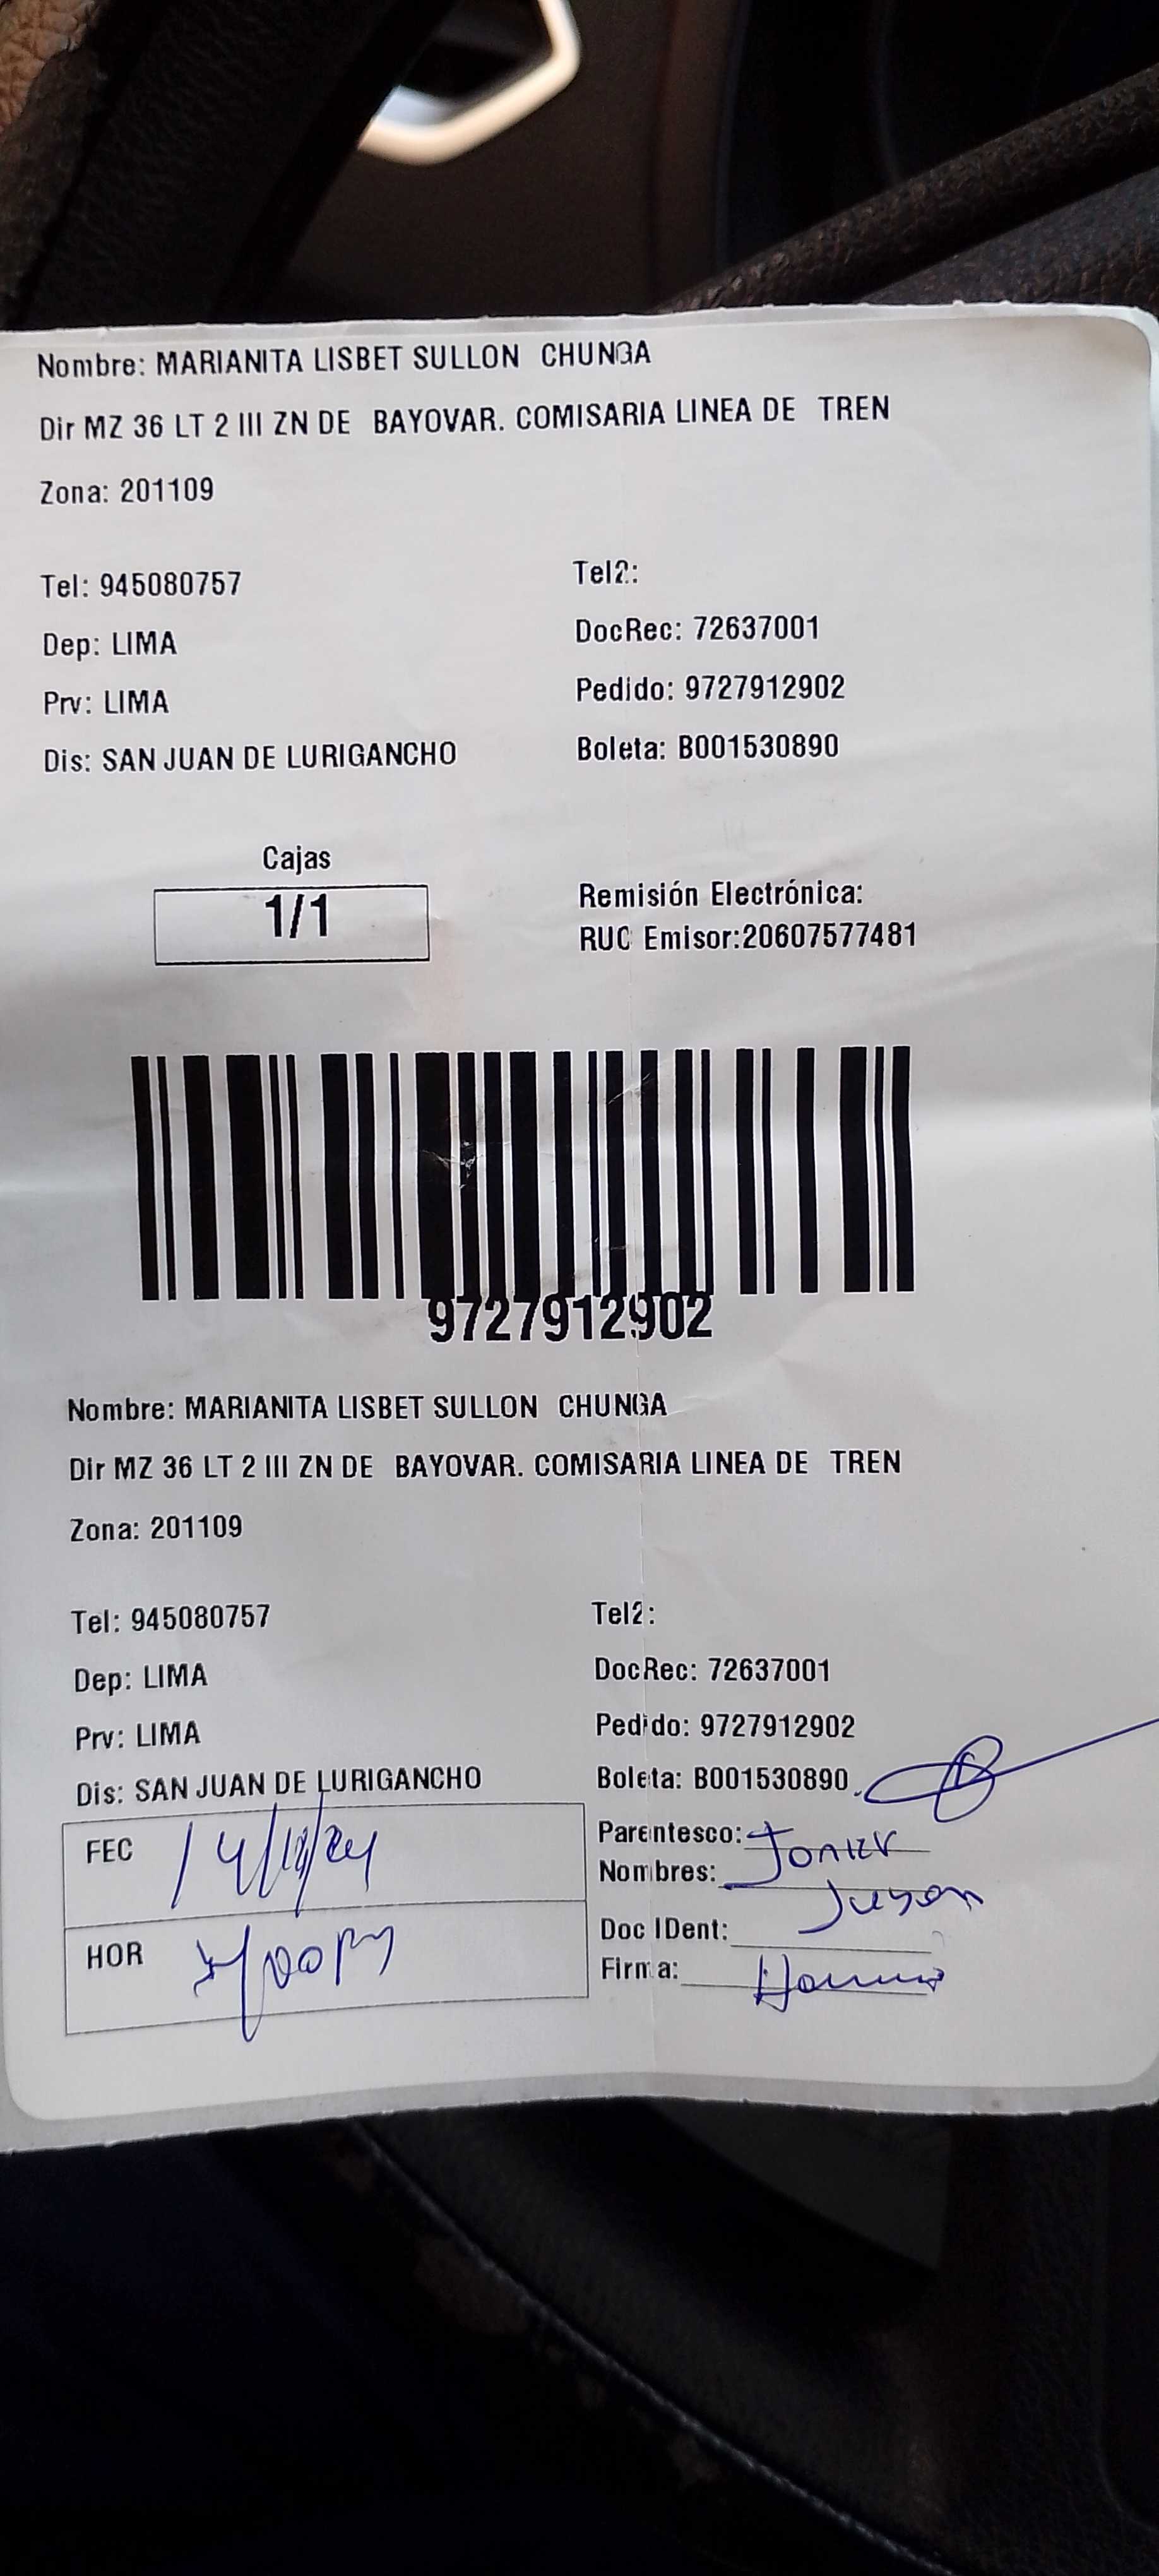 Nombre: MARIANITA LISBET SULLON CHUNGA
Dir MZ 36 LT 2 III ZN DE BAYOVAR. COMISARIA LINEA DE TREN
Zona: 201109
Tel: 945080757 Tel2:
Dep: LIMA DocRec: 72637001
Prv: LIMA Pedido: 9727912902
Dis: SAN JUAN DE LURIGANCHO Boleta: B001530890
Cajas
1/1
Remisión Electrónica:
RUC Emisor:20607577481
9727912902
Nombre: MARIANITA LISBET SULLON CHUNGA
Dir MZ 36 LT 2 III ZN DE BAYOVAR. COMISARIA LINEA DE TREN
Zona: 201109
Tel: 945080757 Tel2:
Dep: LIMA DocRec: 72637001
Prv: LIMA Pedido: 9727912902
Dis: SAN JUAN DE LURIGANCHO Boleta: B001530890
FEC 14/12/24
HOR
Parentesco:
Nombres:
Doc IDent:
Firma: